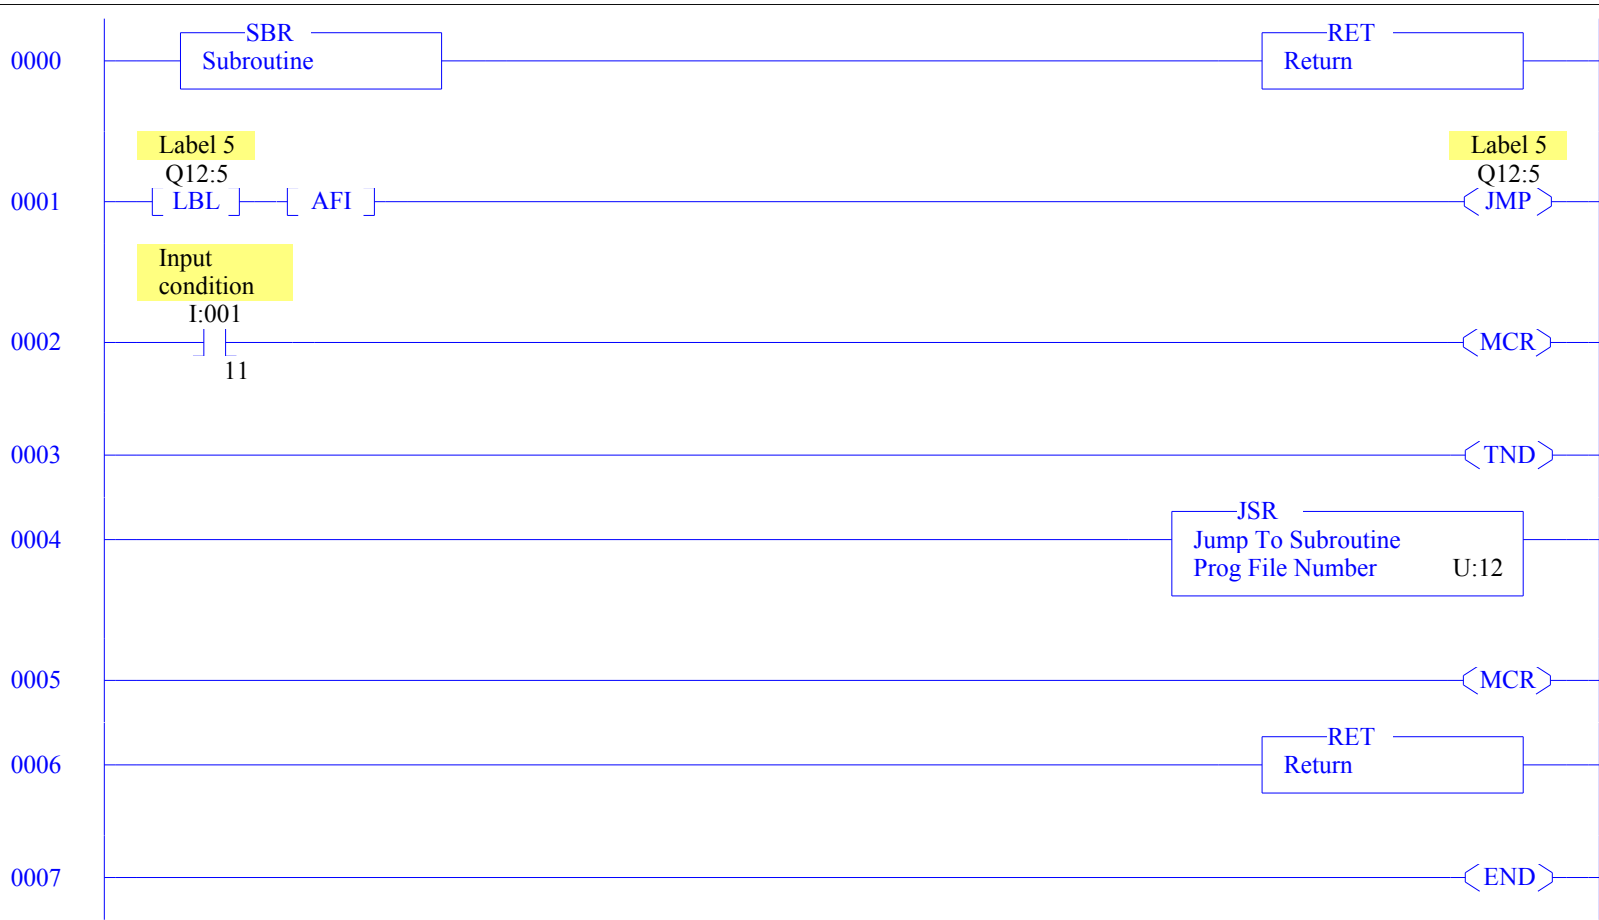 SBR RET
0000 Subroutine Return
Label 5 Label 5
Q12:5 Q12:5
0001 LBL AFI JMP
Input
condition
I:001
0002 MCR
11
0003 TND
JSR
0004 Jump To Subroutine
Prog File Number U:12
0005 MCR
RET
0006 Return
0007 END